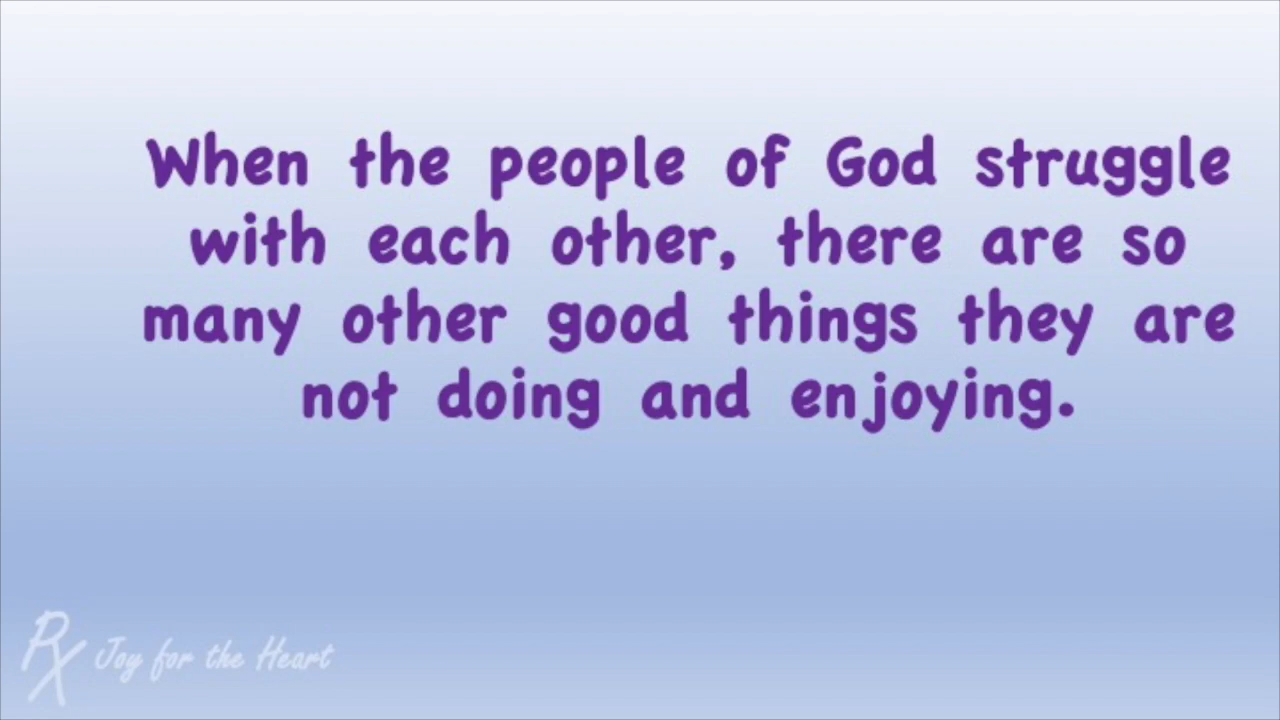 When the people of God struggle
with each other, there are so
many other good things they are
not doing and enjoying.
Rx Joy for the Heart